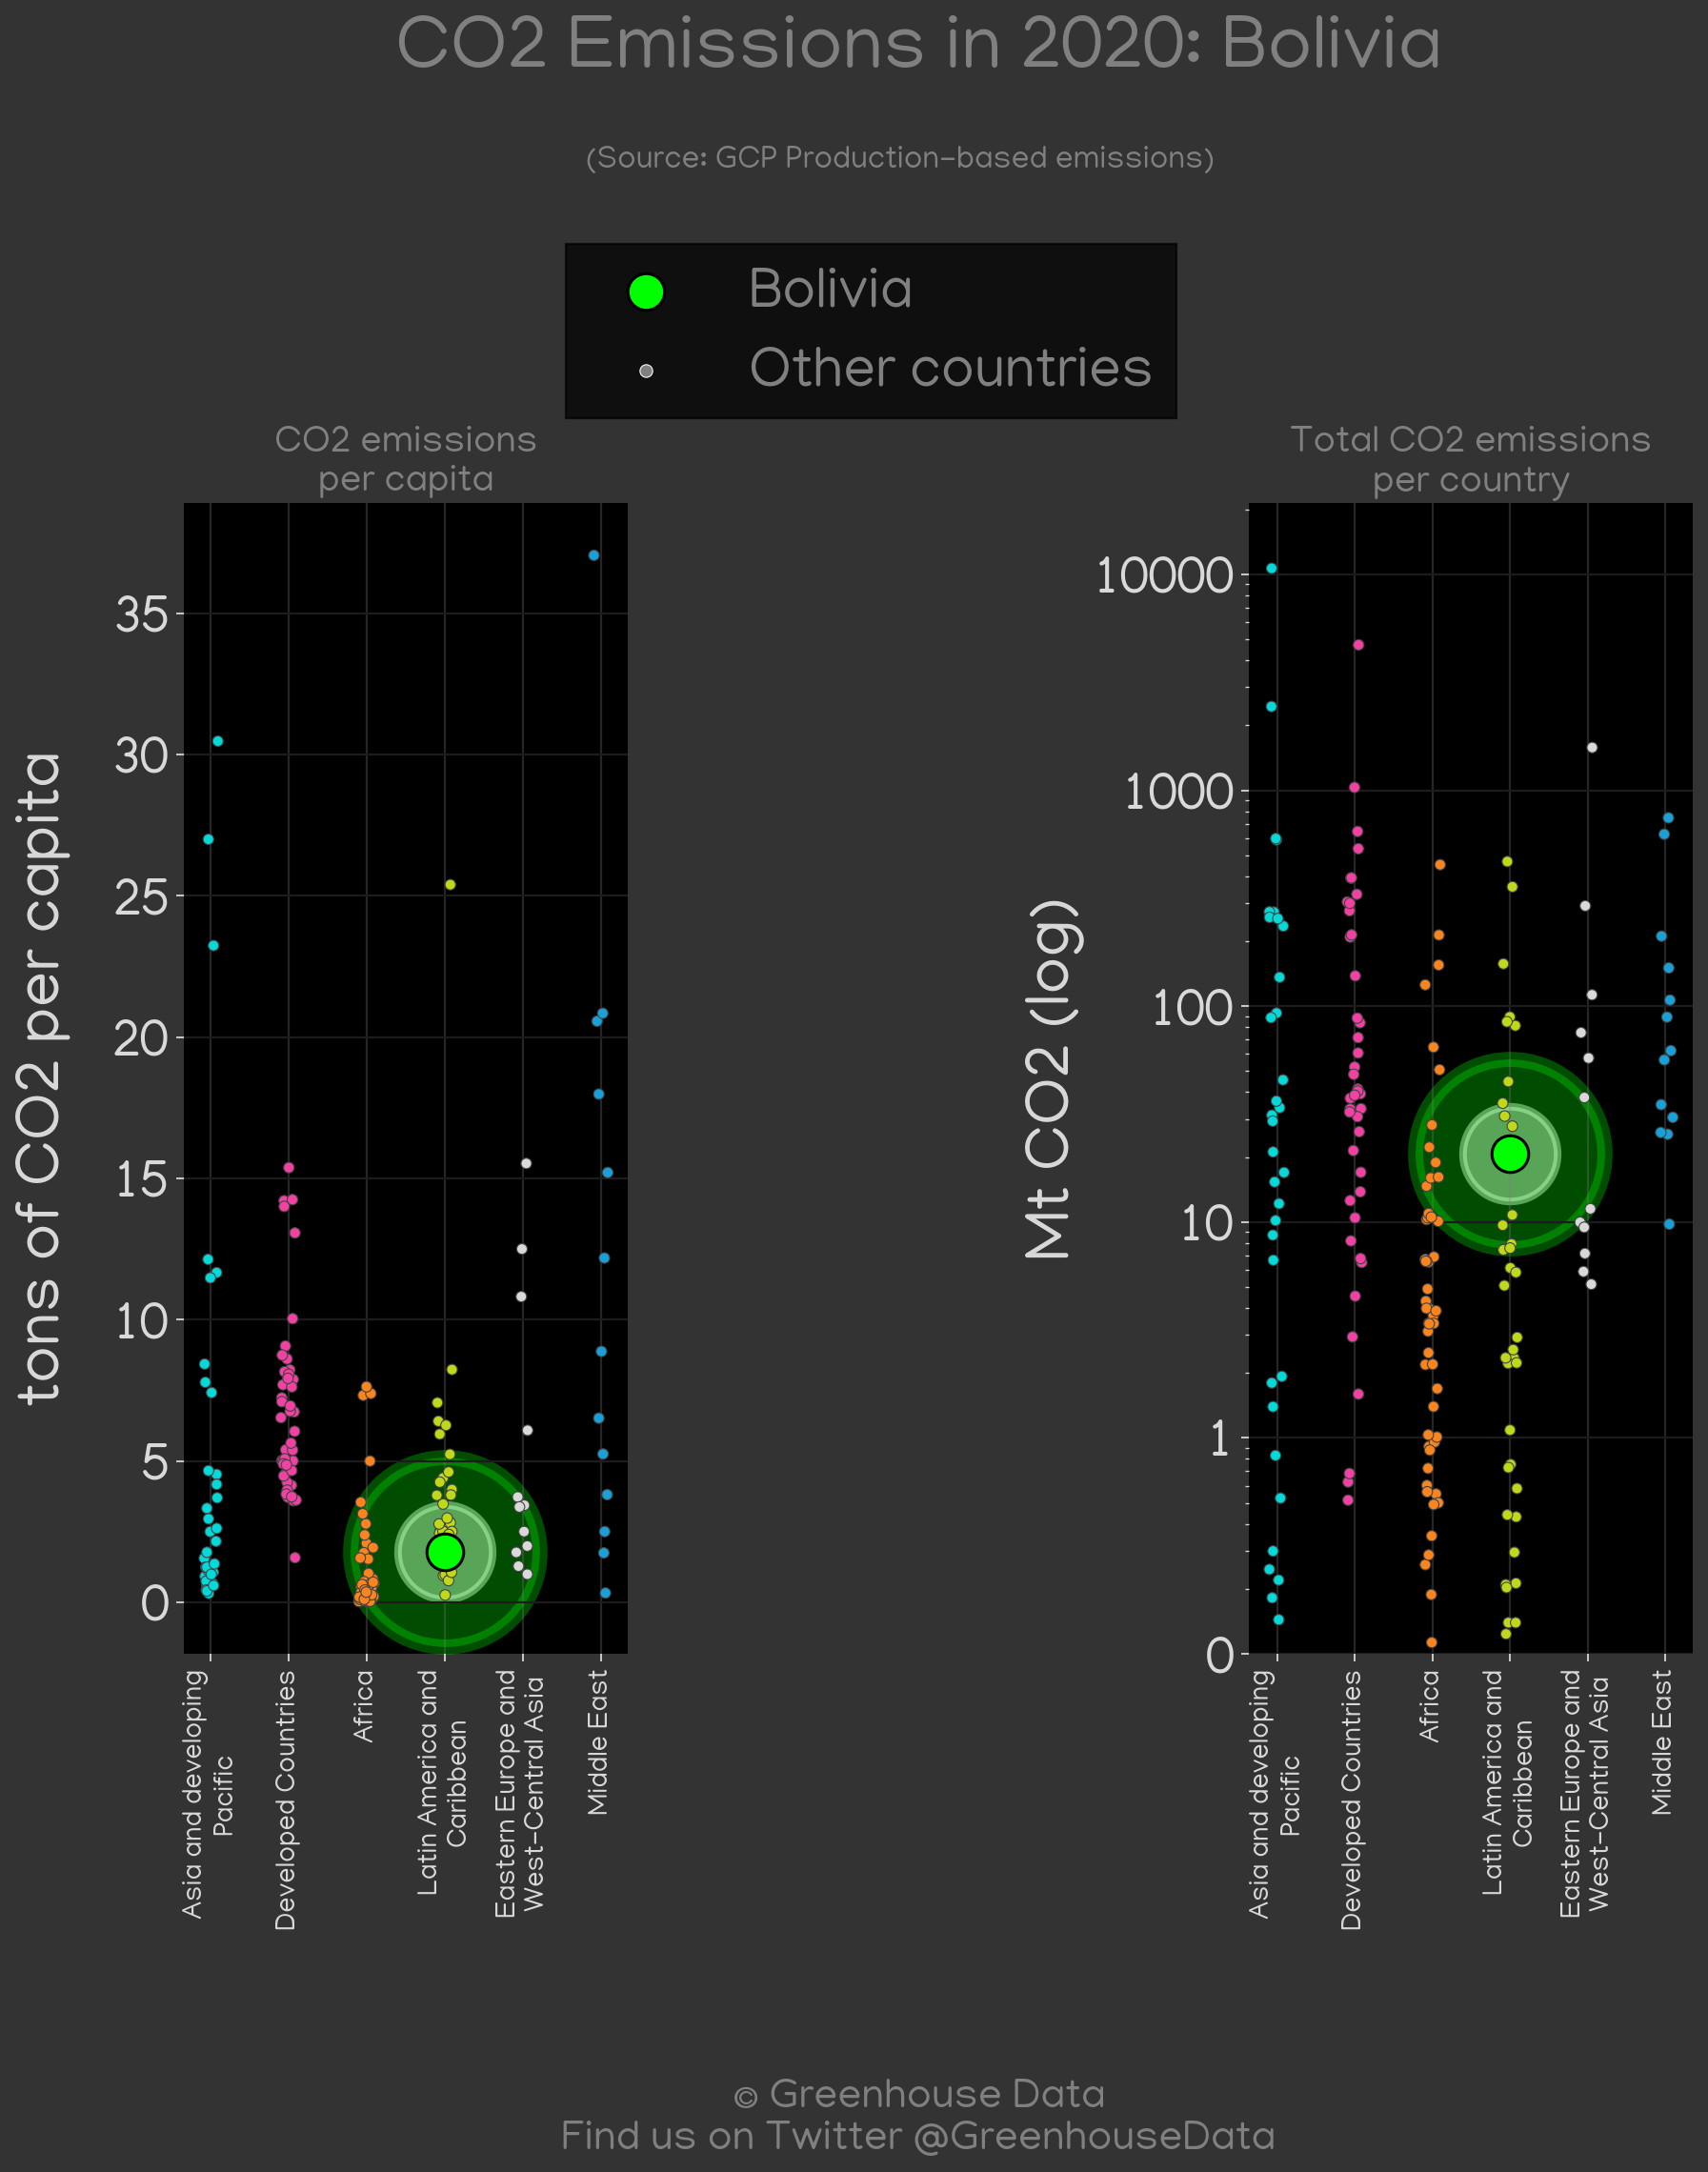 CO2 Emissions in 2020: Bolivia
(Source: GCP Production-based emissions)
Bolivia
Other countries
CO2 emissions
per capita
tons of CO2 per capita
35
30
25
20
15
10
5
0
Asia and developing
Pacific
Developed Countries
Africa
Latin America and
Caribbean
Eastern Europe and
West-Central Asia
Middle East
Total CO2 emissions
per country
Mt CO2 (log)
10000
1000
100
10
1
0
Asia and developing
Pacific
Developed Countries
Africa
Latin America and
Caribbean
Eastern Europe and
West-Central Asia
Middle East
© Greenhouse Data
Find us on Twitter @GreenhouseData